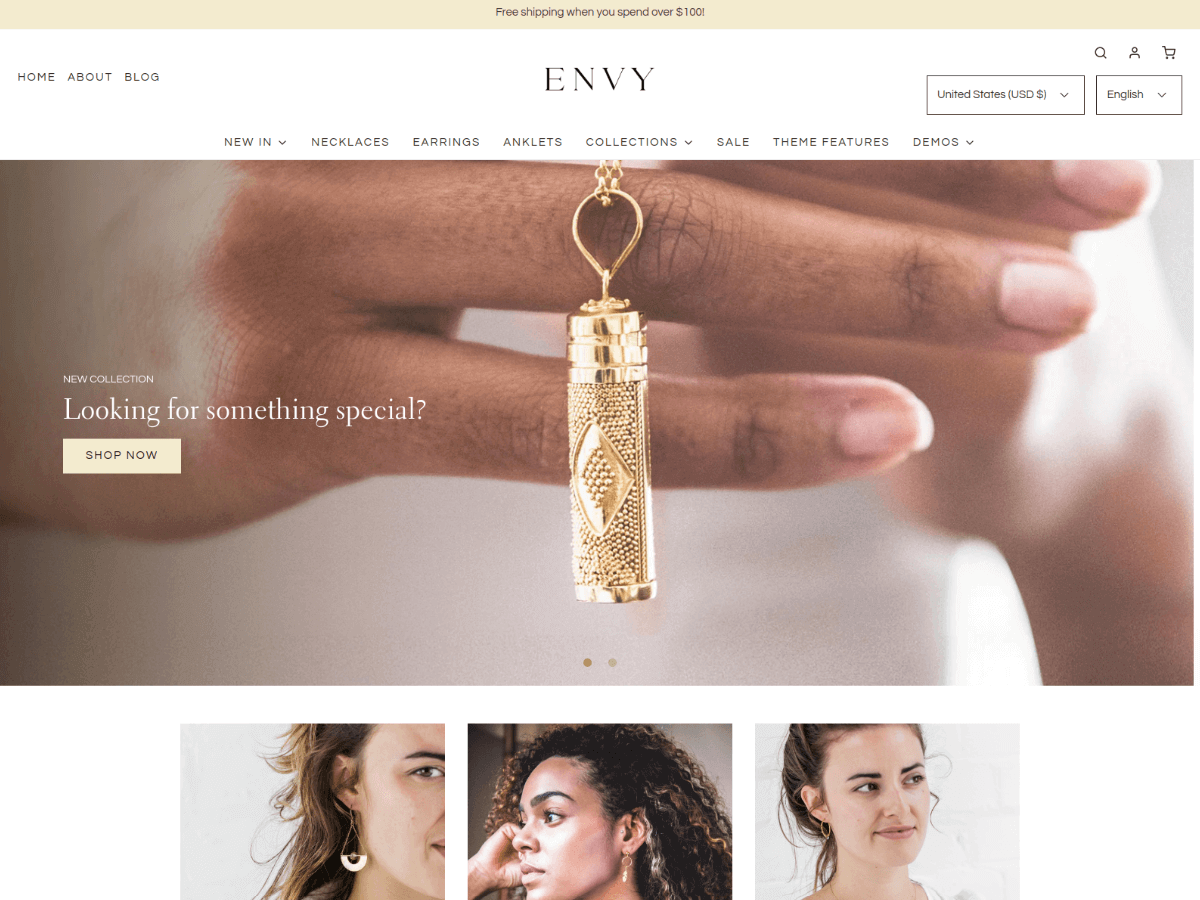 Free shipping when you spend over $100!
HOME ABOUT BLOG
ENVY
United States (USD $) English
NEW IN NECKLACES EARRINGS ANKLETS COLLECTIONS SALE THEME FEATURES DEMOS
NEW COLLECTION
Looking for something special?
SHOP NOW